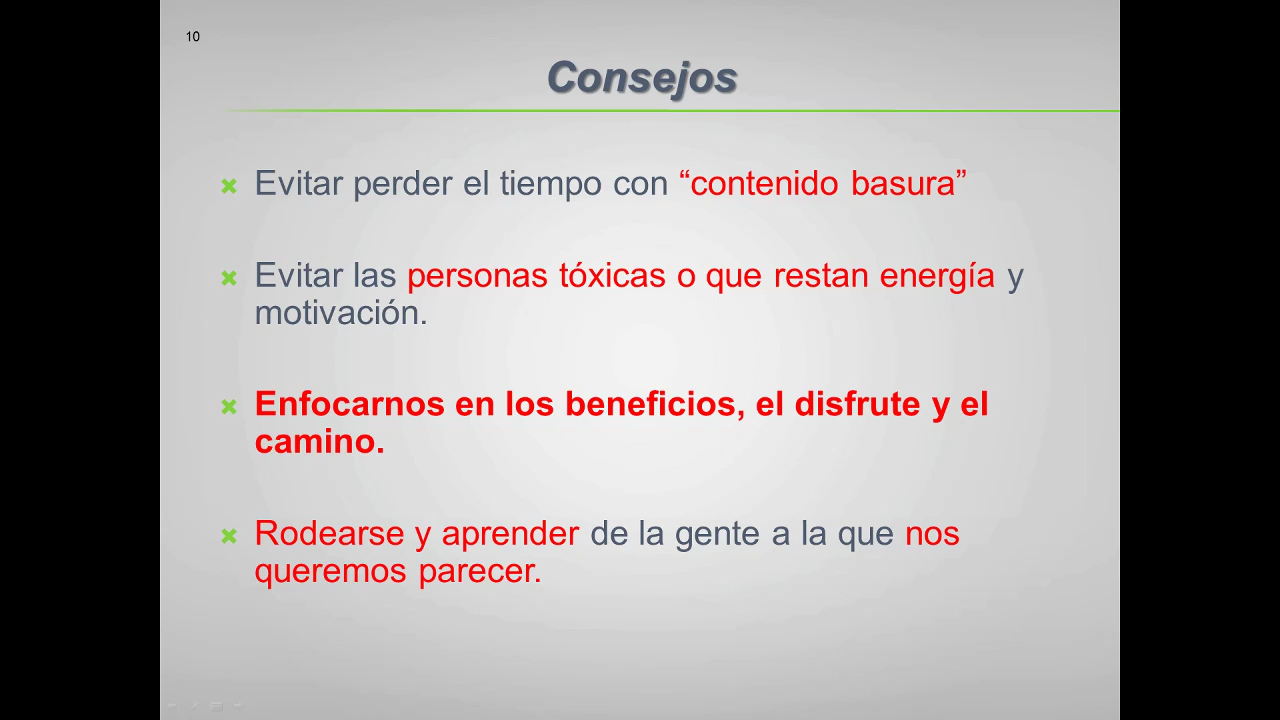 10
Consejos
Evitar perder el tiempo con “contenido basura”
Evitar las personas tóxicas o que restan energía y
motivación.
Enfocarnos en los beneficios, el disfrute y el
camino.
Rodearse y aprender de la gente a la que nos
queremos parecer.